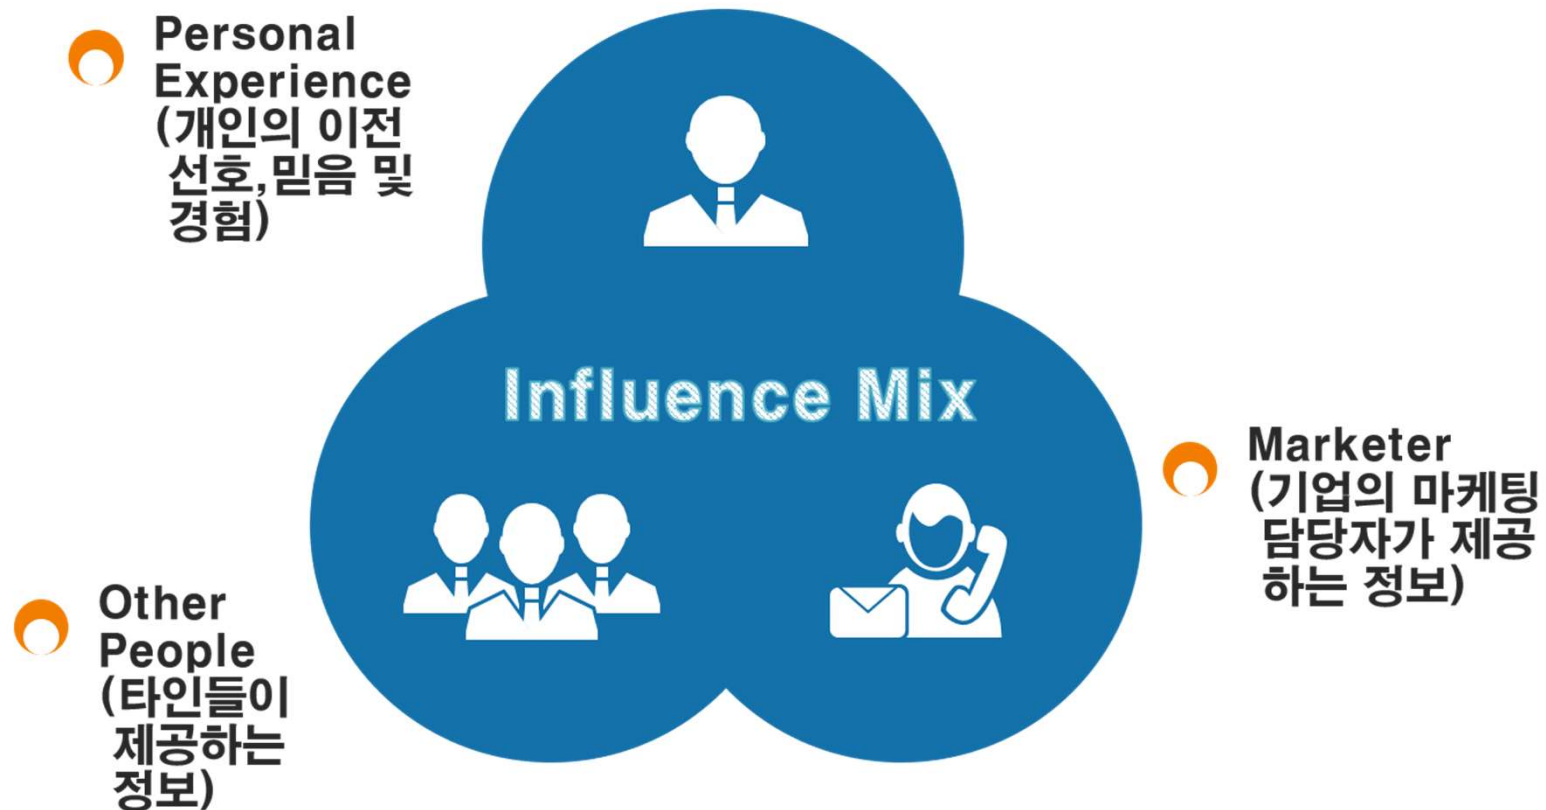 Personal
Experience
(개인의 이전
선호,믿음 및
경험)
Influence Mix
Marketer
(기업의 마케팅
담당자가 제공
하는 정보)
Other
People
(타인들이
제공하는
정보)